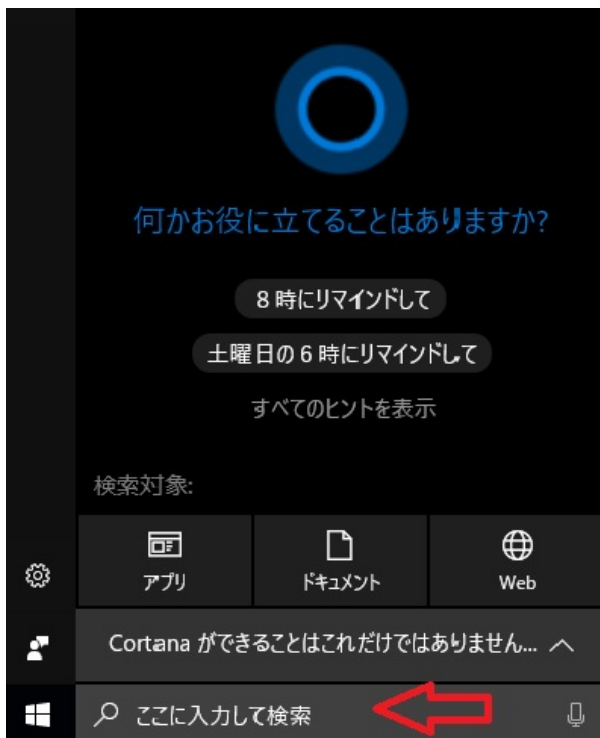 何かお役に立てることはありますか?
8 時にリマインドして
土曜日の 6 時にリマインドして
すべてのヒントを表示
検索対象:
アプリ
ドキュメント
Web
Cortana ができることはこれだけではありません...
ここに入力して検索